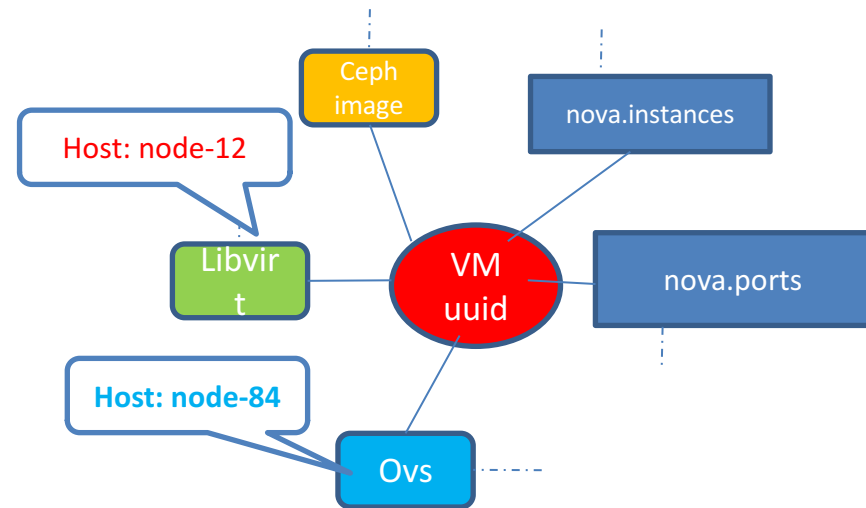 Ceph
image
nova.instances
Host: node-12
Libvir
t
VM
uuid
nova.ports
Host: node-84
Ovs